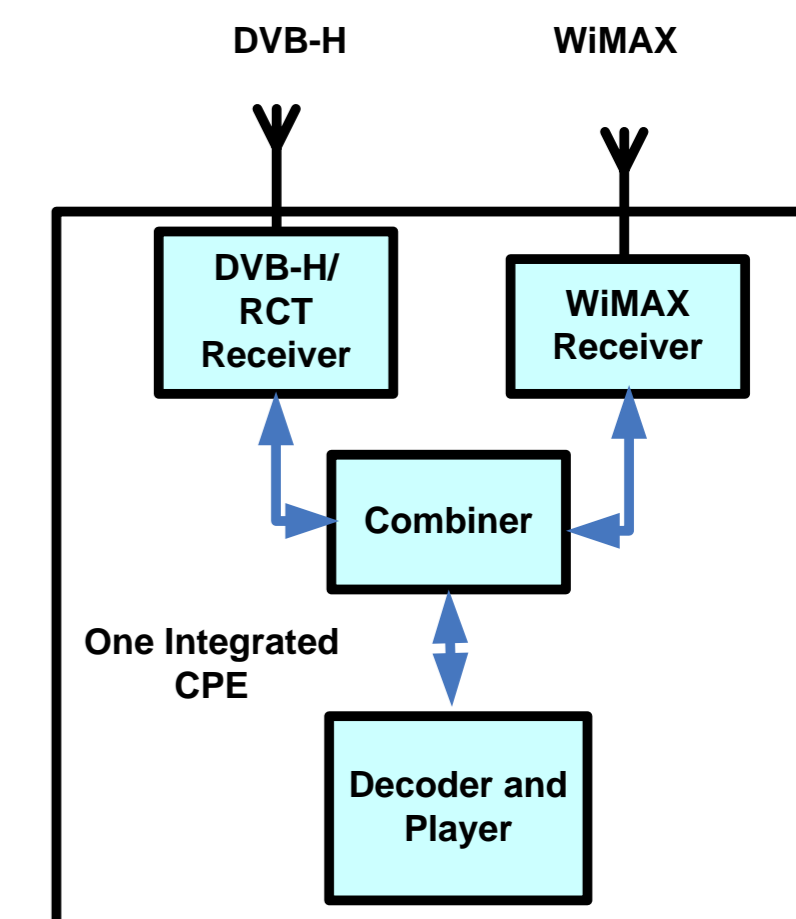 DVB-H
WiMAX
DVB-H/
RCT
Receiver
WiMAX
Receiver
Combiner
One Integrated
CPE
Decoder and
Player